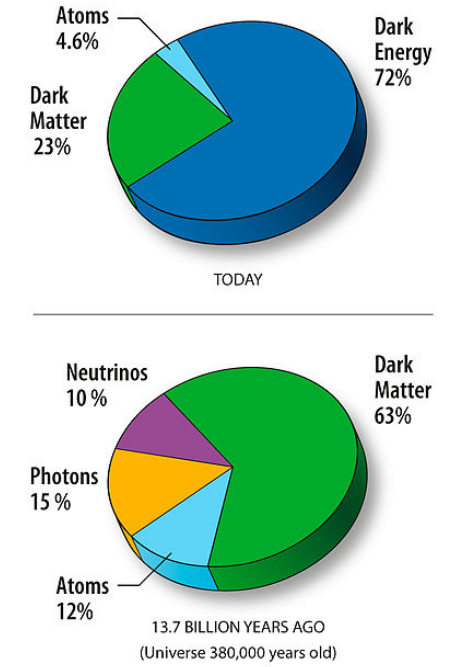 Atoms
4.6%
Dark
Energy
72%
Dark
Matter
23%
TODAY
Neutrinos
10 %
Dark
Matter
63%
Photons
15 %
Atoms
12%
13.7 BILLION YEARS AGO
(Universe 380,000 years old)